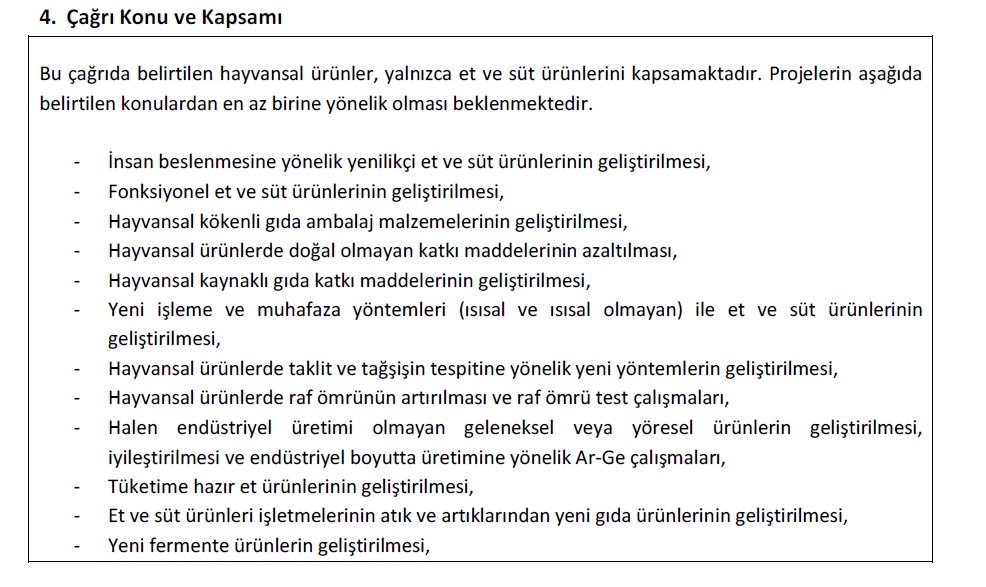 4. Çağrı Konu ve Kapsamı
Bu çağrıda belirtilen hayvansal ürünler, yalnızca et ve süt ürünlerini kapsamaktadır. Projelerin aşağıda
belirtilen konulardan en az birine yönelik olması beklenmektedir.
- İnsan beslenmesine yönelik yenilikçi et ve süt ürünlerinin geliştirilmesi,
- Fonksiyonel et ve süt ürünlerinin geliştirilmesi,
- Hayvansal kökenli gıda ambalaj malzemelerinin geliştirilmesi,
- Hayvansal ürünlerde doğal olmayan katkı maddelerinin azaltılması,
- Hayvansal kaynaklı gıda katkı maddelerinin geliştirilmesi,
- Yeni işleme ve muhafaza yöntemleri (ısısal ve ısısal olmayan) ile et ve süt ürünlerinin
geliştirilmesi,
- Hayvansal ürünlerde taklit ve tağşişin tespitine yönelik yeni yöntemlerin geliştirilmesi,
- Hayvansal ürünlerde raf ömrünün artırılması ve raf ömrü test çalışmaları,
- Halen endüstriyel üretimi olmayan geleneksel veya yöresel ürünlerin geliştirilmesi,
iyileştirilmesi ve endüstriyel boyutta üretimine yönelik Ar-Ge çalışmaları,
- Tüketime hazır et ürünlerinin geliştirilmesi,
- Et ve süt ürünleri işletmelerinin atık ve artıklarından yeni gıda ürünlerinin geliştirilmesi,
- Yeni fermente ürünlerin geliştirilmesi,